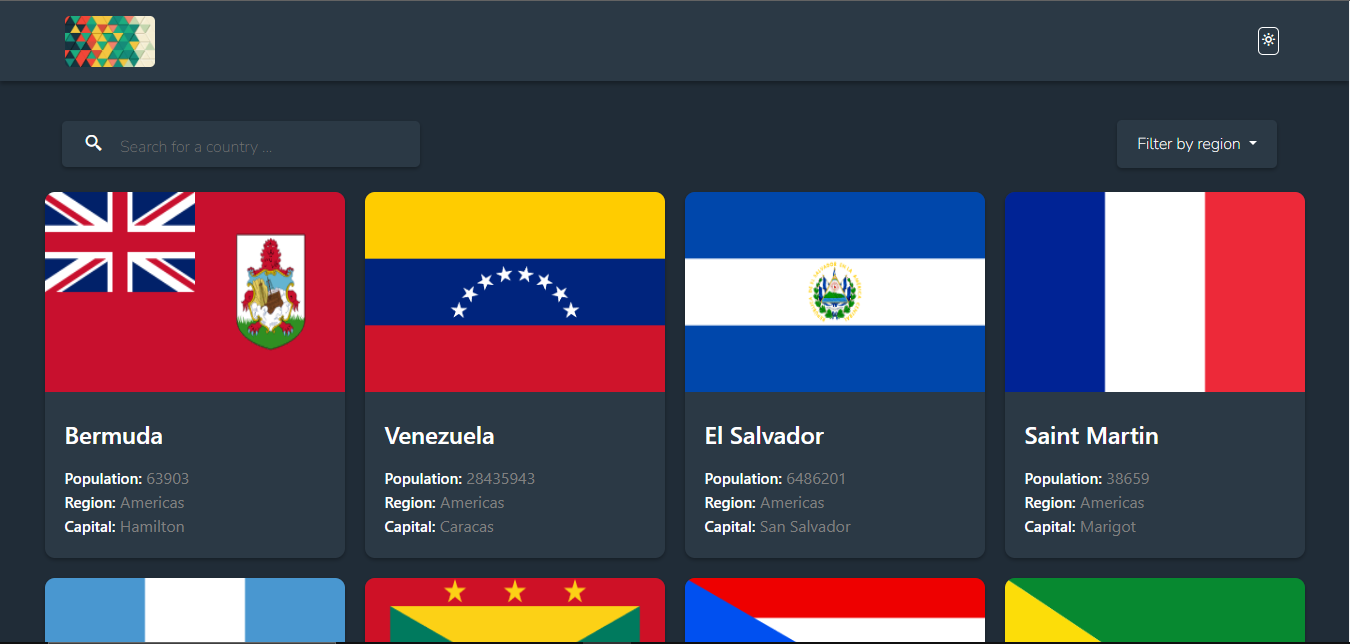 Search for a country ...
Filter by region
Bermuda
Population: 63903
Region: Americas
Capital: Hamilton
Venezuela
Population: 28435943
Region: Americas
Capital: Caracas
El Salvador
Population: 6486201
Region: Americas
Capital: San Salvador
Saint Martin
Population: 38659
Region: Americas
Capital: Marigot